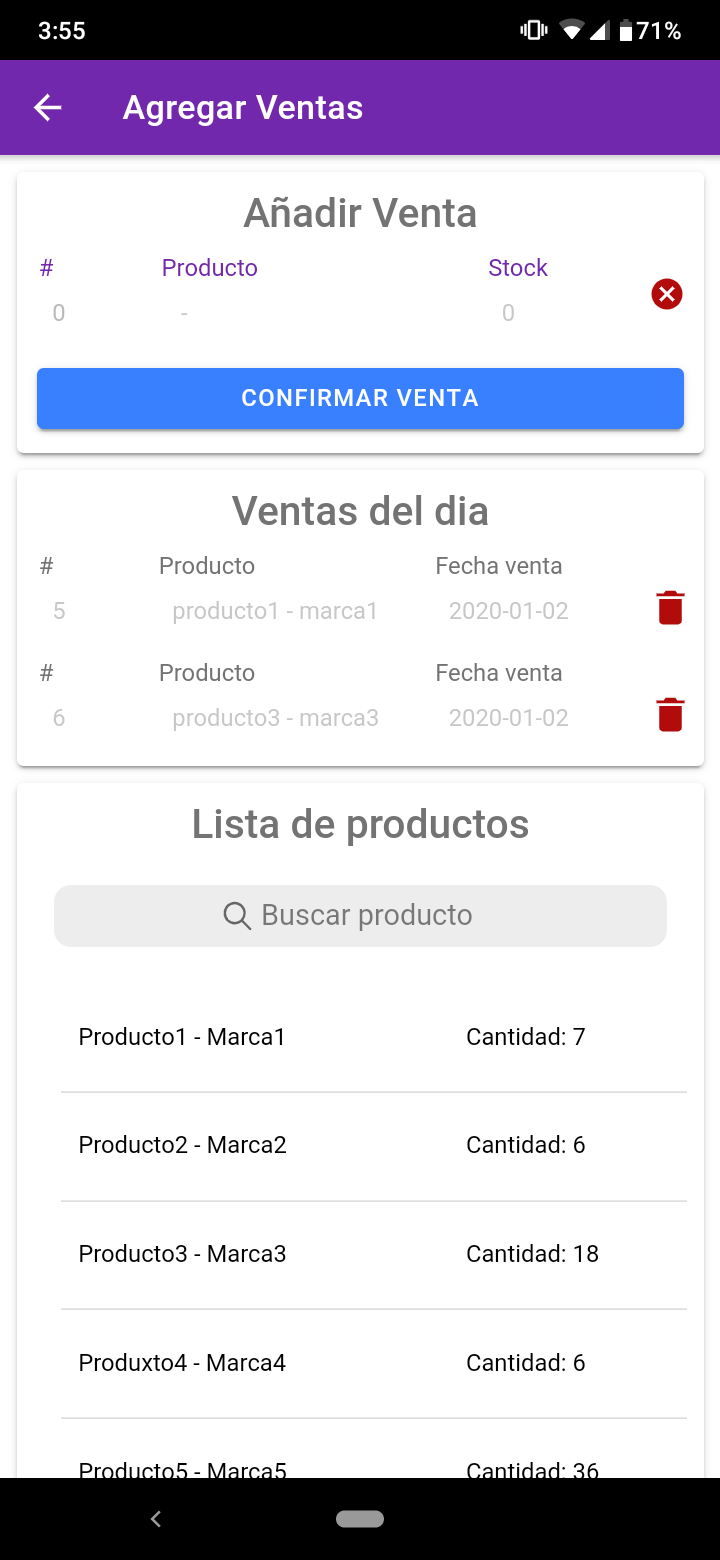 3:55 71%
Agregar Ventas
Añadir Venta
# Producto Stock
0 - 0
CONFIRMAR VENTA
Ventas del dia
# Producto Fecha venta
5 producto1 - marca1 2020-01-02
# Producto Fecha venta
6 producto3 - marca3 2020-01-02
Lista de productos
Buscar producto
Producto1 - Marca1 Cantidad: 7
Producto2 - Marca2 Cantidad: 6
Producto3 - Marca3 Cantidad: 18
Produxto4 - Marca4 Cantidad: 6
Producto5 - Marca5 Cantidad: 36